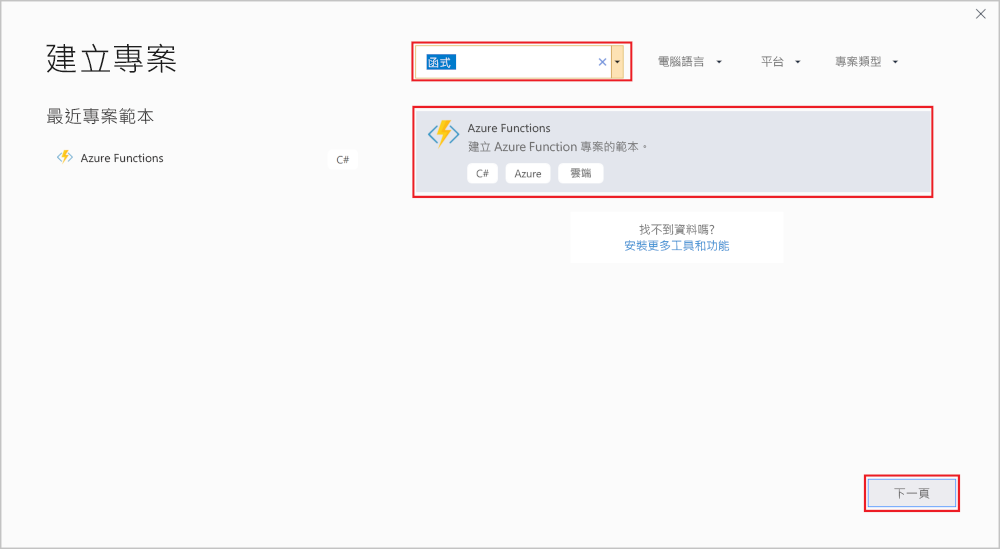 建立專案
最近專案範本
Azure Functions C#
函式
電腦語言 平台 專案類型
Azure Functions
建立 Azure Function 專案的範本。
C# Azure 雲端
找不到資料嗎?
安裝更多工具和功能
下一頁